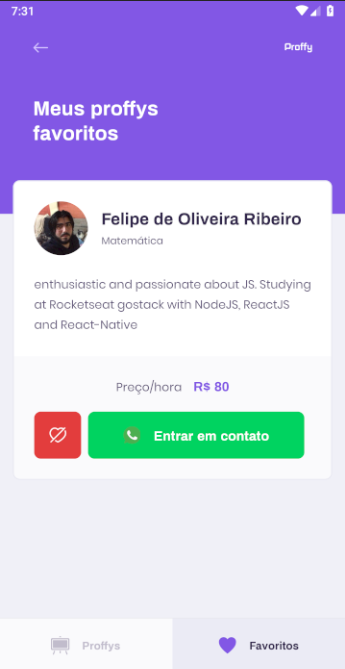 7:31
Proffy
Meus proffys
favoritos
Felipe de Oliveira Ribeiro
Matemática
enthusiastic and passionate about JS. Studying
at Rocketseat gostack with NodeJS, ReactJS
and React-Native
Preço/hora R$ 80
Entrar em contato
Proffys Favoritos